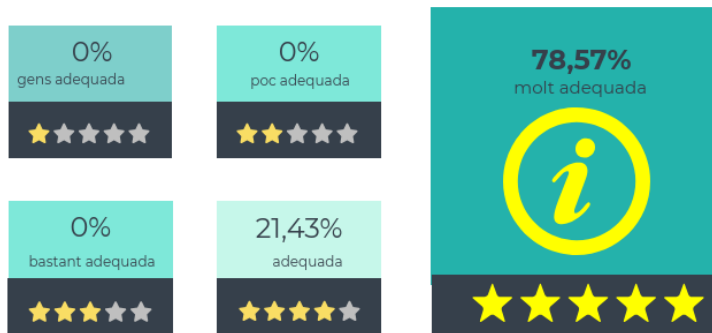 0%
gens adequada
0%
poc adequada
78,57%
molt adequada
i
0%
bastant adequada
21,43%
adequada